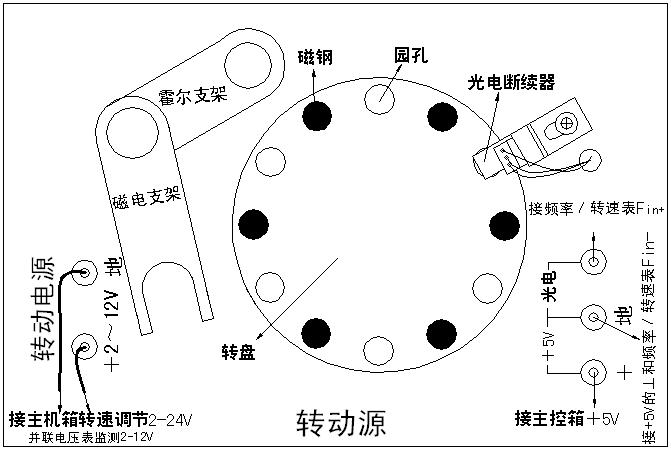 磁钢
园孔
光电断续器
霍尔支架
磁电支架
接频率/转速表Fin+
转动电源
地
+2～12V
光电
+5V
地
+
接+5V的⊥和频率/转速表Fin-
转盘
接主机箱转速调节2-24V
并联电压表监测2-12V
转动源
接主控箱+5V